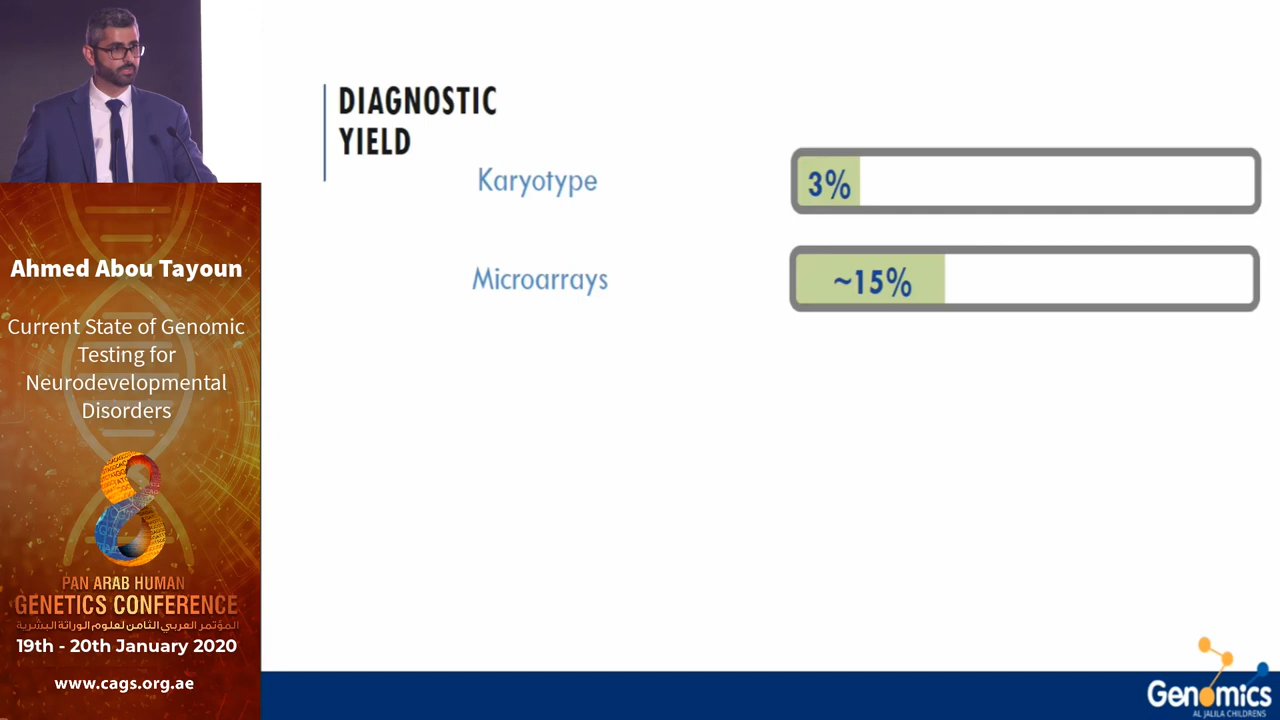 DIAGNOSTIC
YIELD
Karyotype
3%
Microarrays
~15%
Ahmed Abou Tayoun
Current State of Genomic
Testing for
Neurodevelopmental
Disorders
PAN ARAB HUMAN
GENETICS CONFERENCE
المؤتمر العربي الثامن لعلوم الوراثة البشرية
19th - 20th January 2020
www.cags.org.ae
Genomics
AL JALILA CHILDRENS